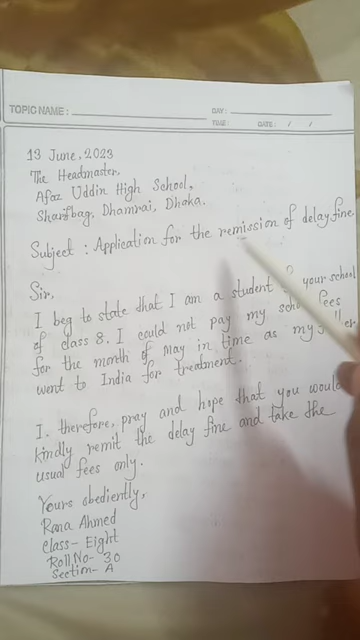 TOPIC NAME :
DAY :
TIME :
DATE : / /
13 June, 2023
The Headmaster,
Afaz Uddin High School,
Sharifbag, Dhamrai, Dhaka.
Subject : Application for the remission of delay fine
Sir,
I beg to state that I am a student of your school
of class 8. I could not pay my school fees
for the month of May in time as my
went to India for treatment.
I, therefore, pray and hope that you would
kindly remit the delay fine and take the
usual fees only.
Yours obediently,
Rana Ahmed
Class- Eight
Roll No- 30
Section- A